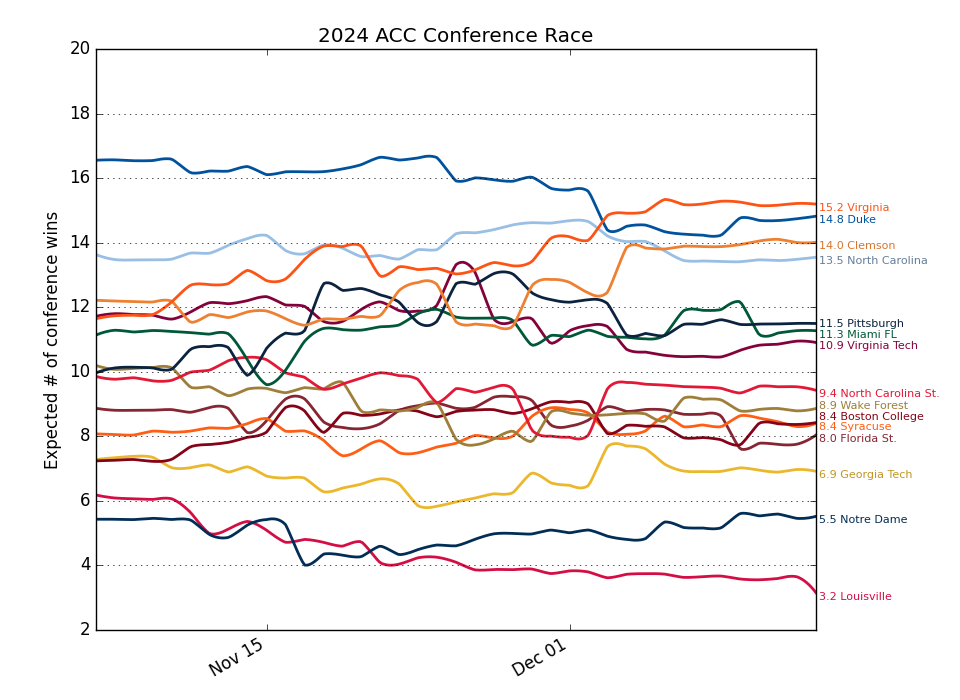 2024 ACC Conference Race
Expected # of conference wins
20
18
16
14
12
10
8
6
4
2
Nov 15
Dec 01
15.2 Virginia
14.8 Duke
14.0 Clemson
13.5 North Carolina
11.5 Pittsburgh
11.3 Miami FL
10.9 Virginia Tech
9.4 North Carolina St.
8.9 Wake Forest
8.4 Boston College
8.4 Syracuse
8.0 Florida St.
6.9 Georgia Tech
5.5 Notre Dame
3.2 Louisville